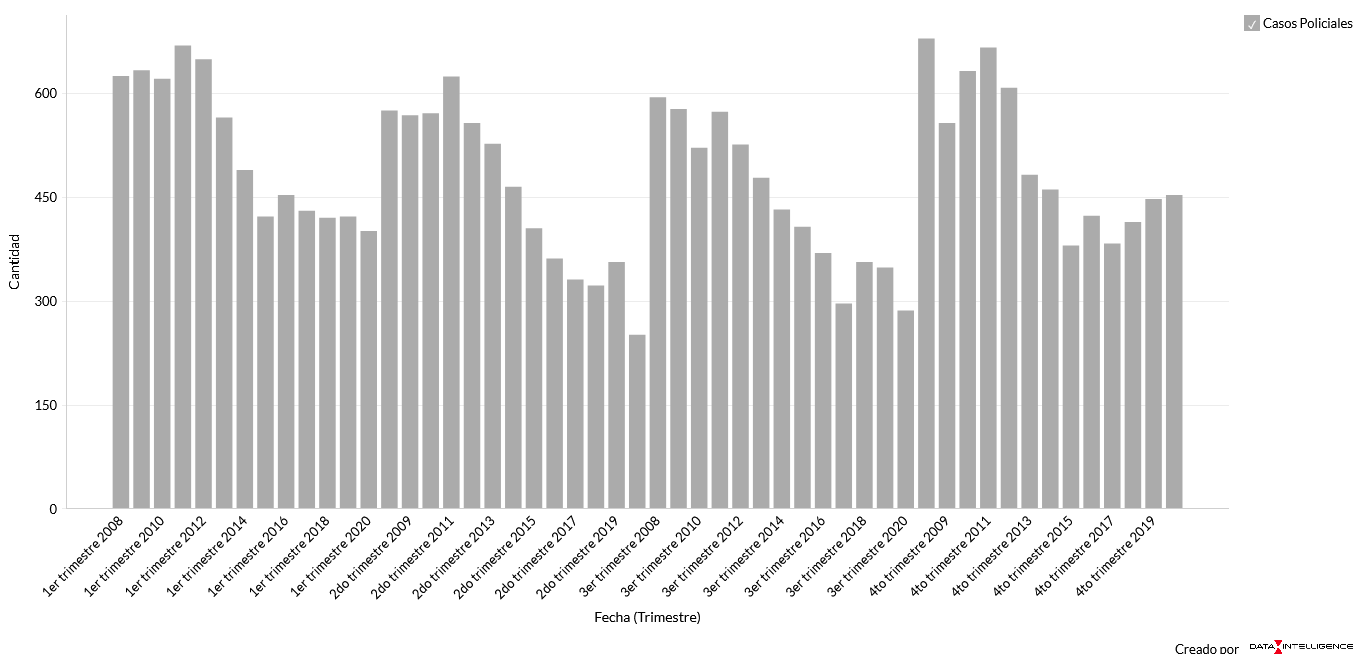 Casos Policiales
600
450
300
150
0
Cantidad
1er trimestre 2008
1er trimestre 2010
1er trimestre 2012
1er trimestre 2014
1er trimestre 2016
1er trimestre 2018
1er trimestre 2020
2do trimestre 2009
2do trimestre 2011
2do trimestre 2013
2do trimestre 2015
2do trimestre 2017
2do trimestre 2019
3er trimestre 2008
3er trimestre 2010
3er trimestre 2012
3er trimestre 2014
3er trimestre 2016
3er trimestre 2018
3er trimestre 2020
4to trimestre 2009
4to trimestre 2011
4to trimestre 2013
4to trimestre 2015
4to trimestre 2017
4to trimestre 2019
Fecha (Trimestre)
Creado por DATA INTELLIGENCE